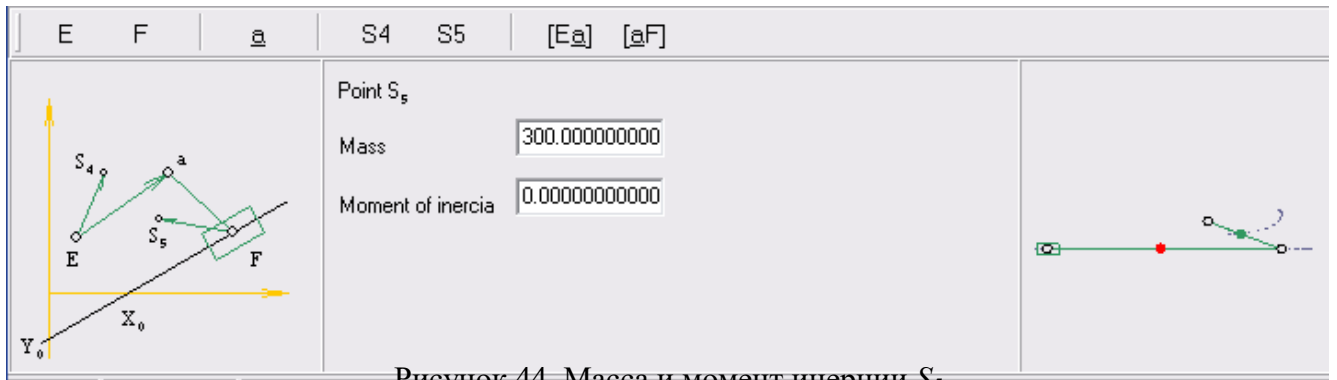 E F a S4 S5 [Ea] [aF]
Point S₅
Mass 300.000000000
Moment of inercia 0.00000000000
S₄ a
S₅
E F
X₀
Y₀
Рисунок 44. Масса и момент инерции S